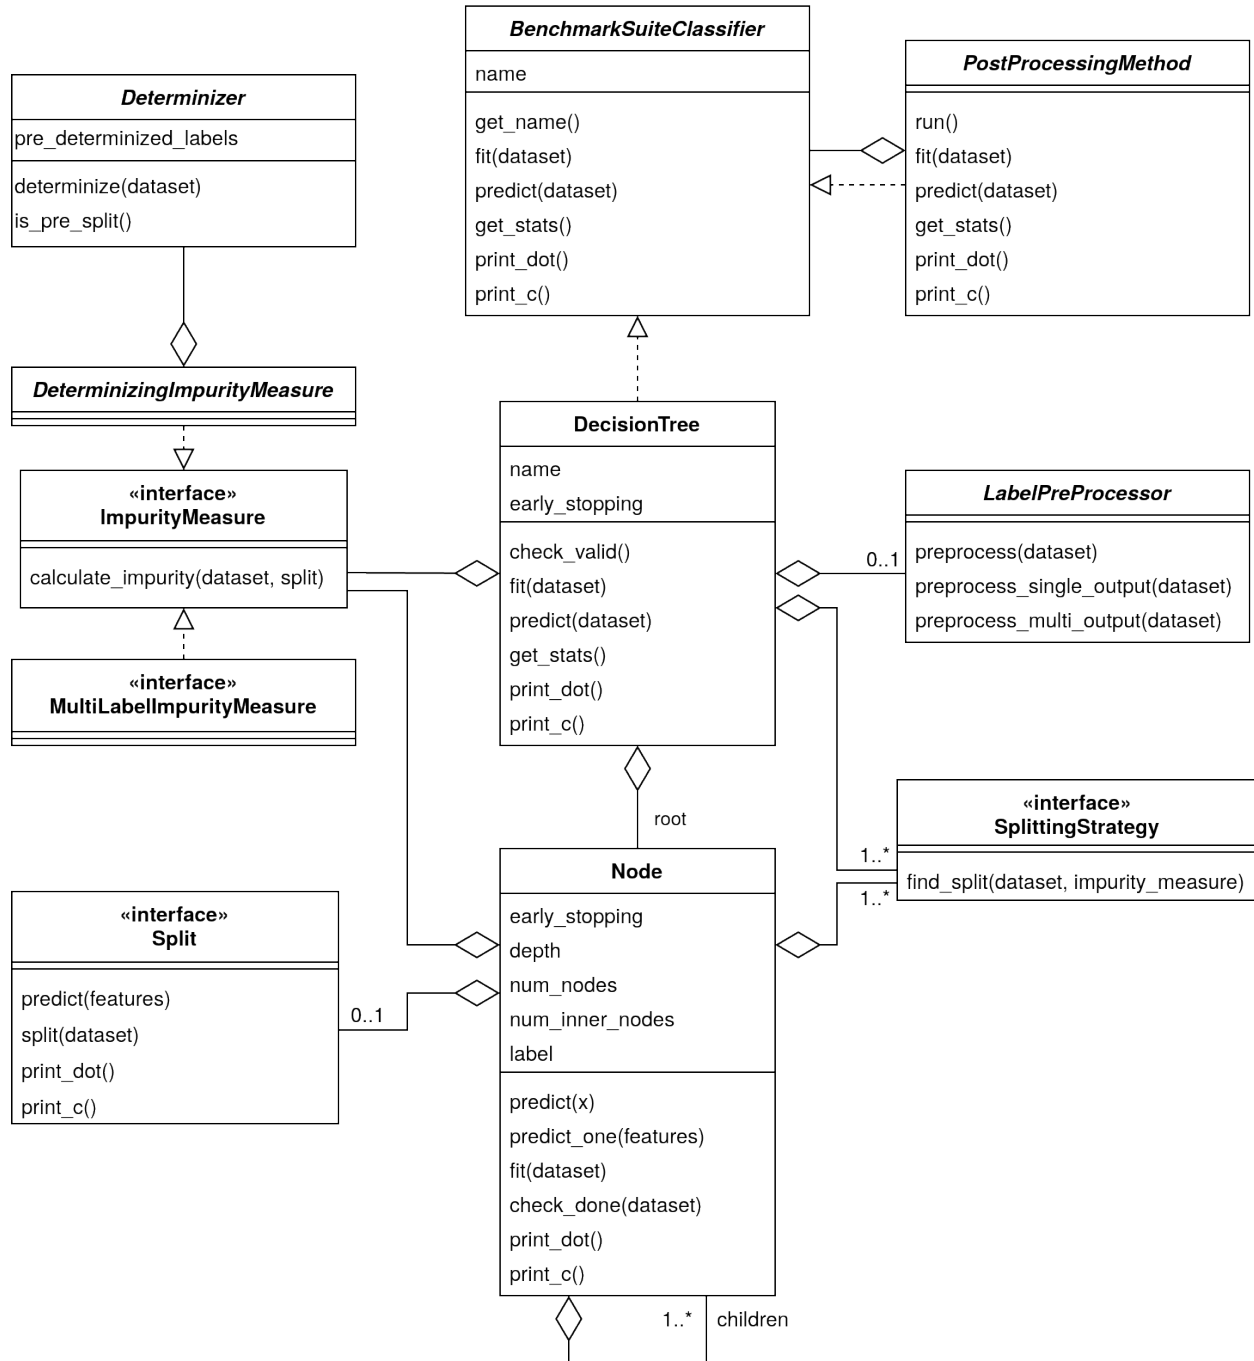 BenchmarkSuiteClassifier
name
get_name()
fit(dataset)
predict(dataset)
get_stats()
print_dot()
print_c()
PostProcessingMethod
run()
fit(dataset)
predict(dataset)
get_stats()
print_dot()
print_c()
Determinizer
pre_determinized_labels
determinize(dataset)
is_pre_split()
DeterminizingImpurityMeasure
«interface»
ImpurityMeasure
calculate_impurity(dataset, split)
«interface»
MultiLabelImpurityMeasure
DecisionTree
name
early_stopping
check_valid()
fit(dataset)
predict(dataset)
get_stats()
print_dot()
print_c()
0..1
LabelPreProcessor
preprocess(dataset)
preprocess_single_output(dataset)
preprocess_multi_output(dataset)
root
1..*
1..*
«interface»
SplittingStrategy
find_split(dataset, impurity_measure)
«interface»
Split
predict(features)
split(dataset)
print_dot()
print_c()
0..1
Node
early_stopping
depth
num_nodes
num_inner_nodes
label
predict(x)
predict_one(features)
fit(dataset)
check_done(dataset)
print_dot()
print_c()
1..* children